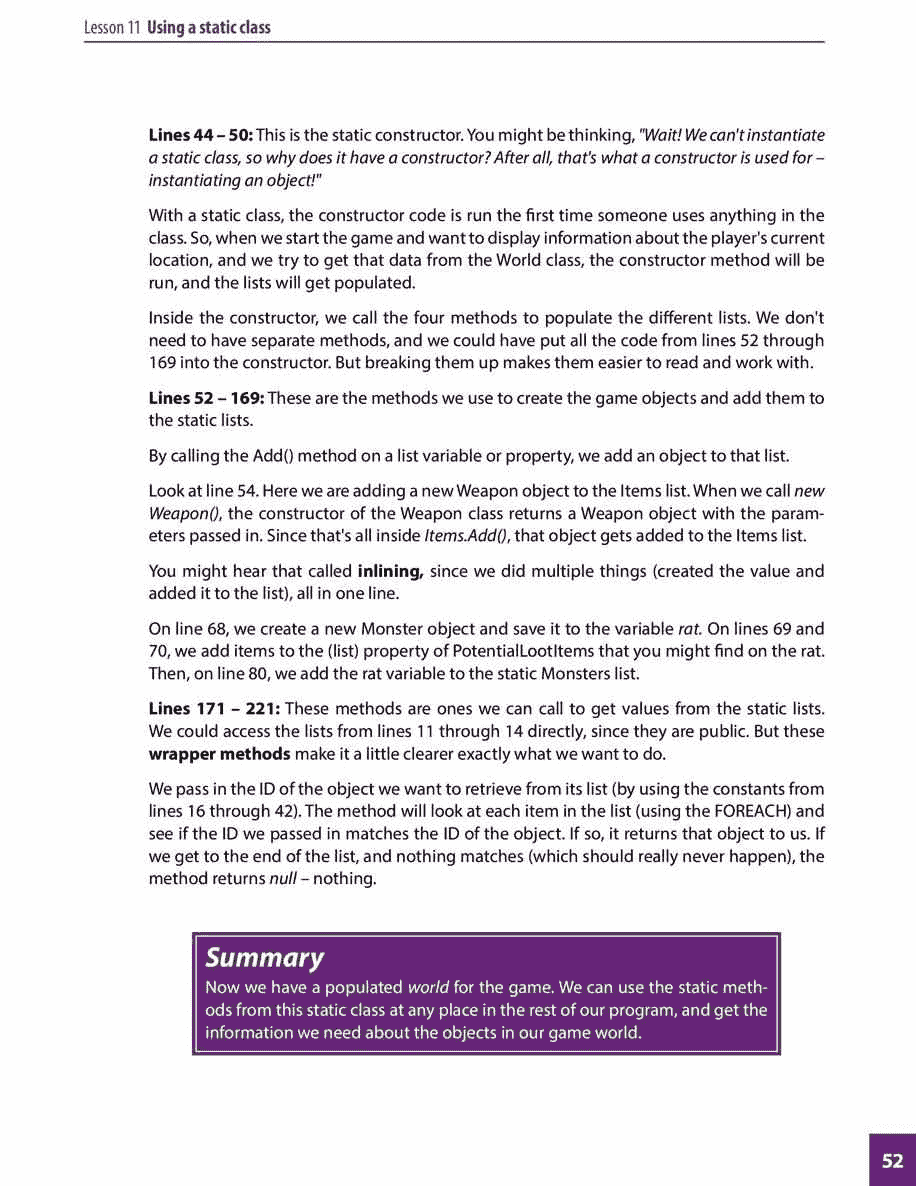 Lesson 11 Using a static class
Lines 44 – 50: This is the static constructor. You might be thinking, "Wait! We can't instantiate
a static class, so why does it have a constructor? After all, that's what a constructor is used for –
instantiating an object!"
With a static class, the constructor code is run the first time someone uses anything in the
class. So, when we start the game and want to display information about the player's current
location, and we try to get that data from the World class, the constructor method will be
run, and the lists will get populated.
Inside the constructor, we call the four methods to populate the different lists. We don't
need to have separate methods, and we could have put all the code from lines 52 through
169 into the constructor. But breaking them up makes them easier to read and work with.
Lines 52 – 169: These are the methods we use to create the game objects and add them to
the static lists.
By calling the Add() method on a list variable or property, we add an object to that list.
Look at line 54. Here we are adding a new Weapon object to the Items list. When we call new
Weapon(), the constructor of the Weapon class returns a Weapon object with the param-
eters passed in. Since that's all inside Items.Add(), that object gets added to the Items list.
You might hear that called inlining, since we did multiple things (created the value and
added it to the list), all in one line.
On line 68, we create a new Monster object and save it to the variable rat. On lines 69 and
70, we add items to the (list) property of PotentialLootItems that you might find on the rat.
Then, on line 80, we add the rat variable to the static Monsters list.
Lines 171 – 221: These methods are ones we can call to get values from the static lists.
We could access the lists from lines 11 through 14 directly, since they are public. But these
wrapper methods make it a little clearer exactly what we want to do.
We pass in the ID of the object we want to retrieve from its list (by using the constants from
lines 16 through 42). The method will look at each item in the list (using the FOREACH) and
see if the ID we passed in matches the ID of the object. If so, it returns that object to us. If
we get to the end of the list, and nothing matches (which should really never happen), the
method returns null – nothing.
Summary
Now we have a populated world for the game. We can use the static meth-
ods from this static class at any place in the rest of our program, and get the
information we need about the objects in our game world.
52